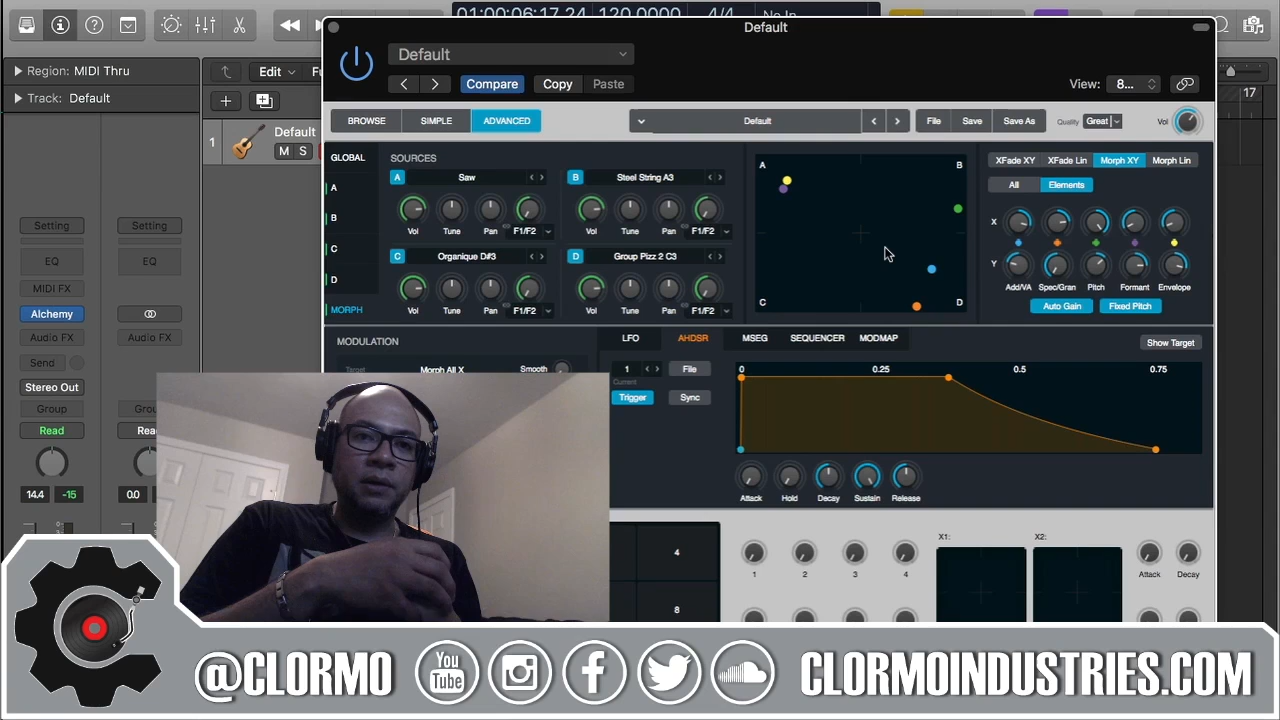 01:00:06:17.24 120.0000 4/4 No In
Default
Region: MIDI Thru
Track: Default
Edit
Default
Compare Copy Paste
View: 8...
17
BROWSE SIMPLE ADVANCED
Default
File Save Save As
Quality Great
Vol
1 Default
M S
GLOBAL
A
B
C
D
MORPH
SOURCES
A Saw
B Steel String A3
Vol Tune Pan F1/F2
Vol Tune Pan F1/F2
C Organique D#3
D Group Pizz 2 C3
Vol Tune Pan F1/F2
Vol Tune Pan F1/F2
A B
C D
XFade XY XFade Lin Morph XY Morph Lin
All Elements
X
Y
Add/VA Spec/Gran Pitch Formant Envelope
Auto Gain Fixed Pitch
Setting Setting
EQ EQ
MIDI FX
Alchemy
Audio FX Audio FX
Send
Stereo Out
Group
Read
14.4 -15 0.0
MODULATION
Target Morph All X Smooth
LFO AHDSR MSEG SEQUENCER MODMAP
Show Target
1 File
Current
Trigger Sync
0 0.25 0.5 0.75
Attack Hold Decay Sustain Release
4
8
1 2 3 4
X1: X2:
Attack Decay
@CLORMO
You
Tube
CLORMOINDUSTRIES.COM